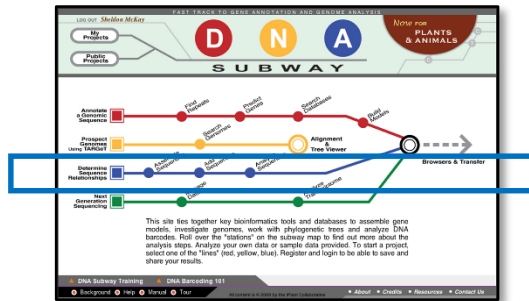 FAST TRACK TO GENE ANNOTATION AND GENOME ANALYSIS
LOG OUT Sheldon McKay
My Projects
Public Projects
D N A
SUBWAY
Now for
PLANTS
& ANIMALS
Annotate
a Genomic
Sequence
Find
Repeats
Predict
Genes
Search
Databases
Build
Models
Prospect
Genomes
Using TARGeT
Search
Genomes
Alignment
&
Tree Viewer
Browsers & Transfer
Determine
Sequence
Relationships
Next
Generation
Sequencing
This site ties together key bioinformatics tools and databases to assemble gene
models, investigate genomes, work with phylogenetic trees and analyze DNA
barcodes. Roll over the "stations" on the subway map to find out more about the
analysis steps. Analyze your own data or sample data provided. To start a project,
select one of the "lines" (red, yellow, blue). Register and login to be able to save and
share your results.
DNA Subway Training DNA Barcoding 101
Background Help Manual Tour
About Credits Resources Contact Us